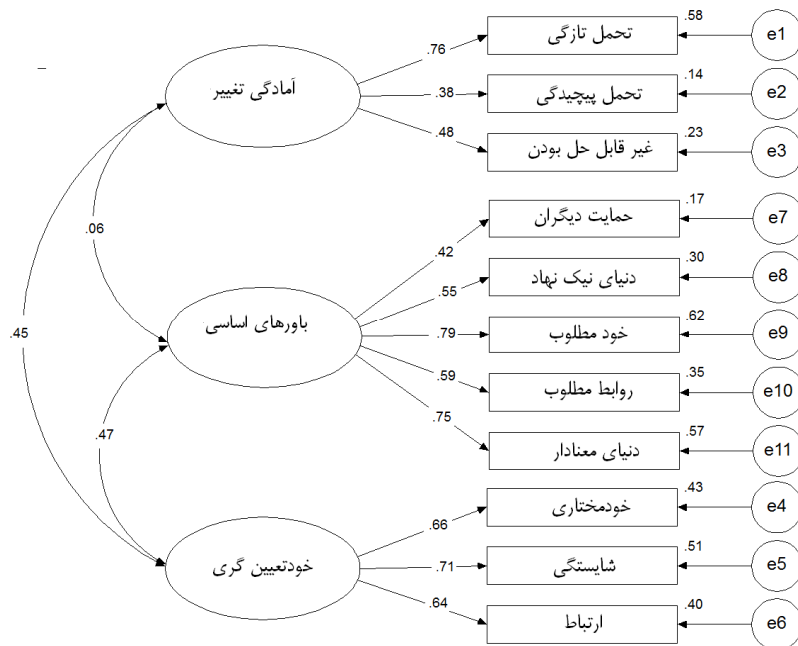 .58
تحمل تازگی
e1
.76
آمادگی تغییر
.14
.38
تحمل پیچیدگی
e2
.23
.48
غیر قابل حل بودن
e3
.17
حمایت دیگران
e7
.06
.42
.30
.55
دنیای نیک نهاد
e8
باورهای اساسی
.62
.79
خود مطلوب
e9
.45
.35
.59
روابط مطلوب
e10
.75
.57
دنیای معنادار
e11
.47
.43
خودمختاری
e4
.66
.51
خودتعیین گری
.71
شایستگی
e5
.40
.64
ارتباط
e6